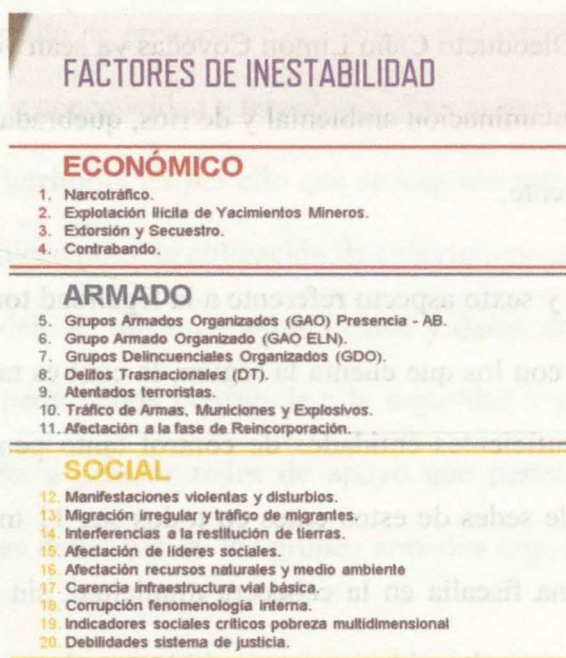 FACTORES DE INESTABILIDAD
ECONÓMICO
1. Narcotráfico.
2. Explotación Ilícita de Yacimientos Mineros.
3. Extorsión y Secuestro.
4. Contrabando.
ARMADO
5. Grupos Armados Organizados (GAO) Presencia - AB.
6. Grupo Armado Organizado (GAO ELN).
7. Grupos Delincuenciales Organizados (GDO).
8. Delitos Trasnacionales (DT).
9. Atentados terroristas.
10. Tráfico de Armas, Municiones y Explosivos.
11. Afectación a la fase de Reincorporación.
SOCIAL
12. Manifestaciones violentas y disturbios.
13. Migración irregular y tráfico de migrantes.
14. Interferencias a la restitución de tierras.
15. Afectación de líderes sociales.
16. Afectación recursos naturales y medio ambiente
17. Carencia infraestructura vial básica.
18. Corrupción fenomenología interna.
19. Indicadores sociales críticos pobreza multidimensional
20. Debilidades sistema de justicia.